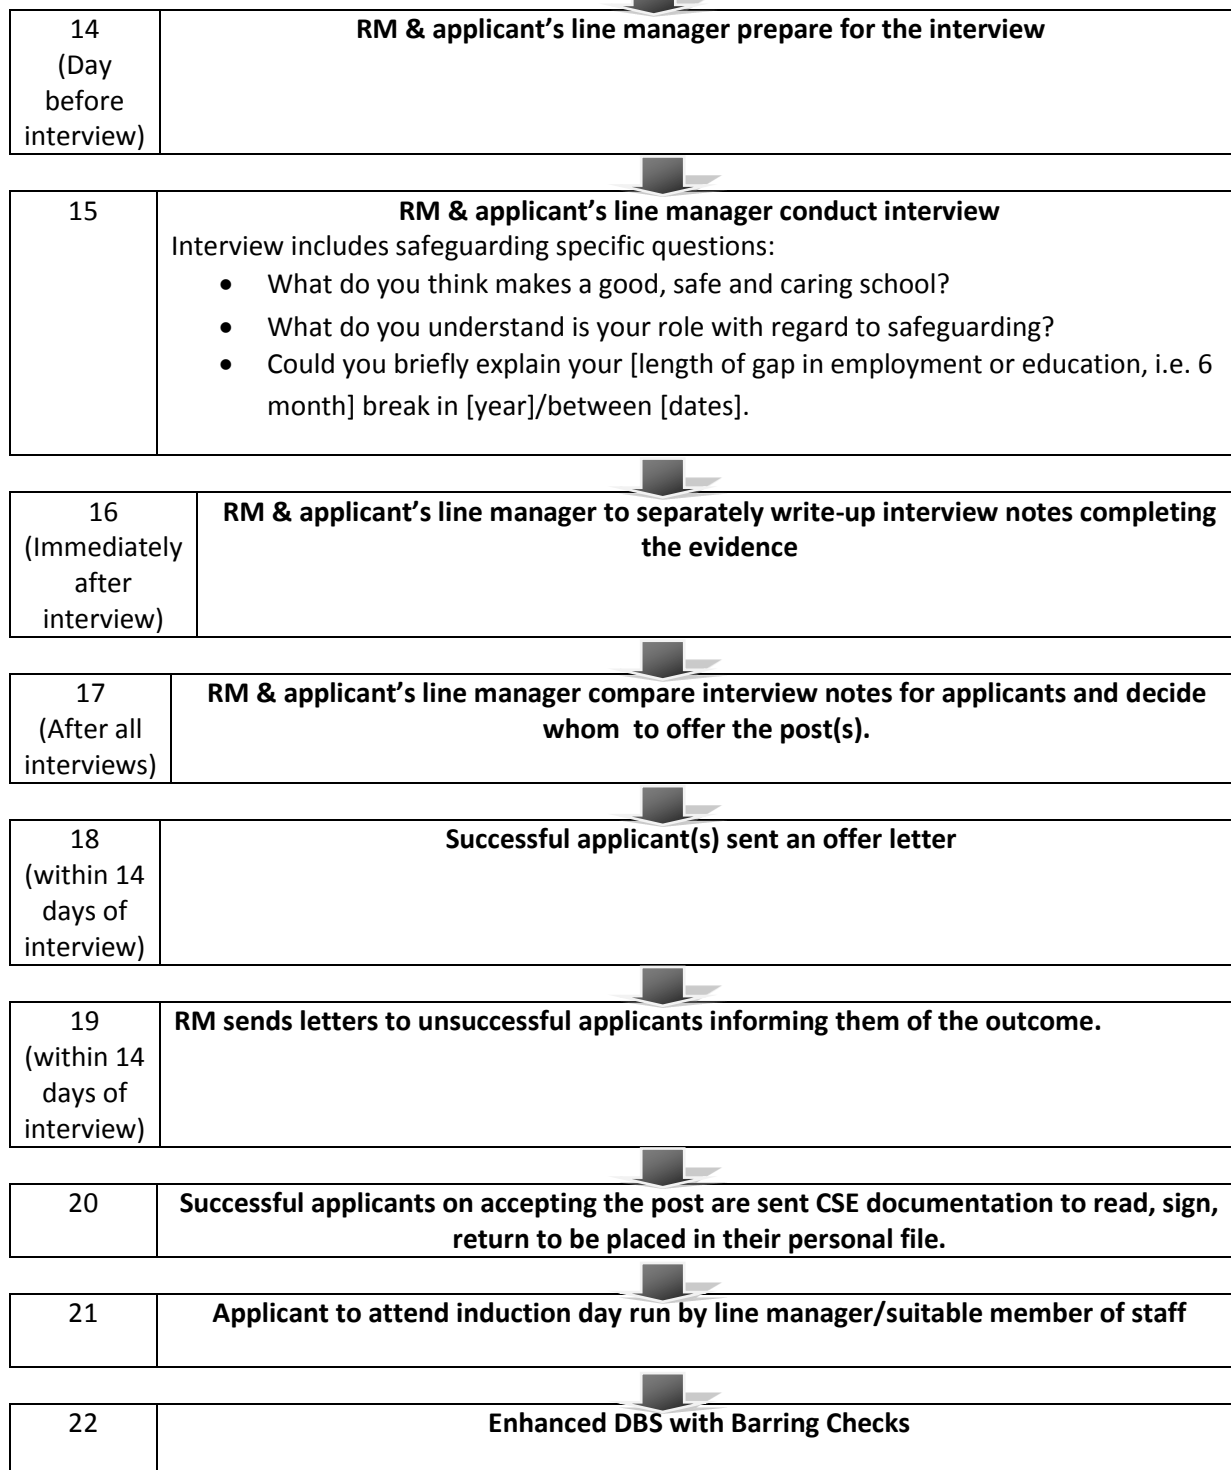 14
(Day
before
interview)
RM & applicant’s line manager prepare for the interview
15
RM & applicant’s line manager conduct interview
Interview includes safeguarding specific questions:
• What do you think makes a good, safe and caring school?
• What do you understand is your role with regard to safeguarding?
• Could you briefly explain your [length of gap in employment or education, i.e. 6
month] break in [year]/between [dates].
16
(Immediately
after
interview)
RM & applicant’s line manager to separately write-up interview notes completing
the evidence
17
(After all
interviews)
RM & applicant’s line manager compare interview notes for applicants and decide
whom to offer the post(s).
18
(within 14
days of
interview)
Successful applicant(s) sent an offer letter
19
(within 14
days of
interview)
RM sends letters to unsuccessful applicants informing them of the outcome.
20
Successful applicants on accepting the post are sent CSE documentation to read, sign,
return to be placed in their personal file.
21
Applicant to attend induction day run by line manager/suitable member of staff
22
Enhanced DBS with Barring Checks